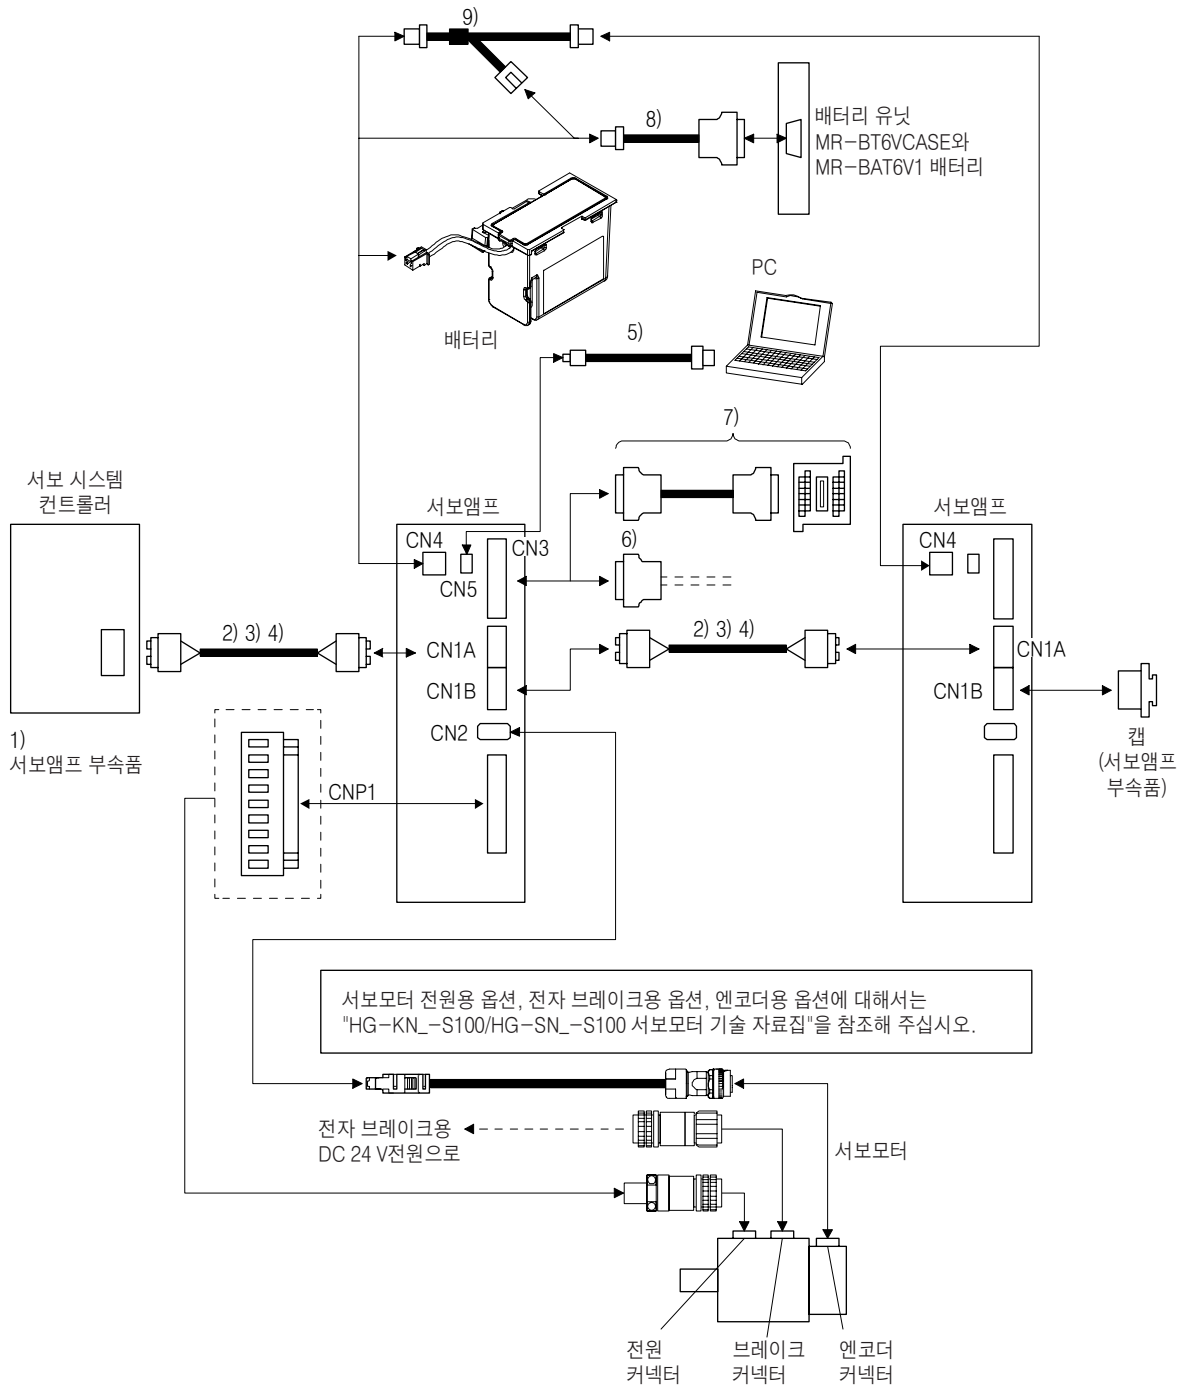 9)
8)
배터리 유닛
MR-BT6VCASE와
MR-BAT6V1 배터리
PC
배터리
5)
7)
서보 시스템
컨트롤러
서보앰프
서보앰프
CN4
CN3
6)
CN4
CN5
2) 3) 4)
2) 3) 4)
CN1A
CN1A
CN1B
CN1B
CN2
1)
서보앰프 부속품
캡
(서보앰프
부속품)
CNP1
서보모터 전원용 옵션, 전자 브레이크용 옵션, 엔코더용 옵션에 대해서는
"HG-KN_-S100/HG-SN_-S100 서보모터 기술 자료집"을 참조해 주십시오.
전자 브레이크용
DC 24 V전원으로
서보모터
전원
커넥터
브레이크
커넥터
엔코더
커넥터